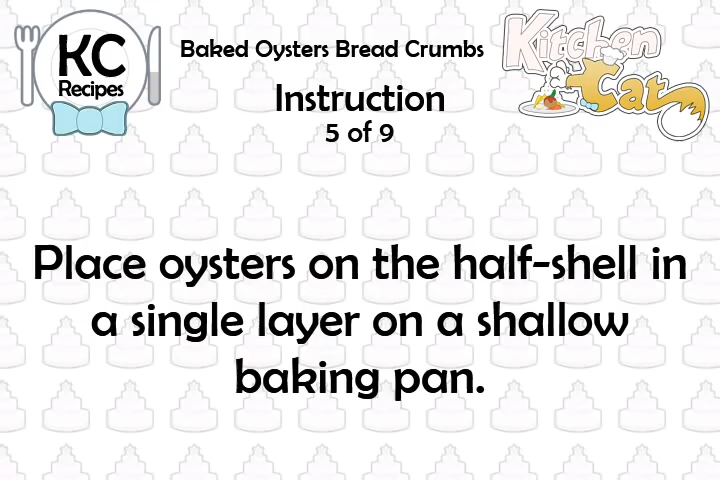 KC
Recipes
Baked Oysters Bread Crumbs
Kitchen
Cat
Instruction
5 of 9
Place oysters on the half-shell in
a single layer on a shallow
baking pan.